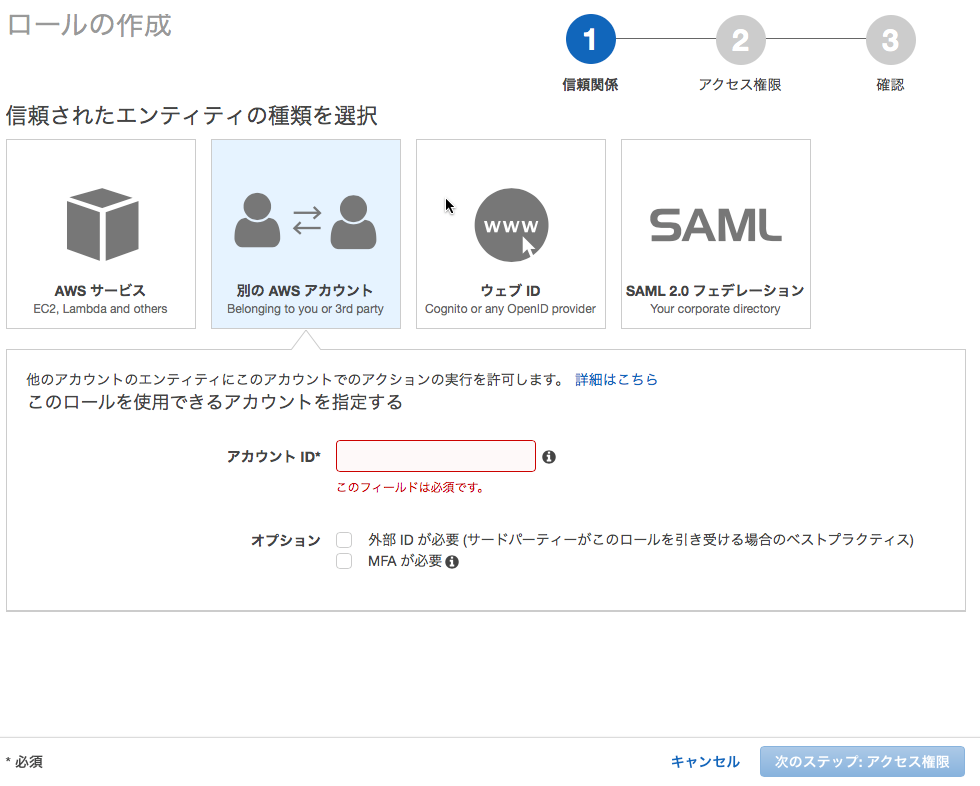 ロールの作成
1
2
3
信頼関係
アクセス権限
確認
信頼されたエンティティの種類を選択
AWS サービス
EC2, Lambda and others
別の AWS アカウント
Belonging to you or 3rd party
www
ウェブ ID
Cognito or any OpenID provider
SAML
SAML 2.0 フェデレーション
Your corporate directory
他のアカウントのエンティティにこのアカウントでのアクションの実行を許可します。 詳細はこちら
このロールを使用できるアカウントを指定する
アカウント ID*
このフィールドは必須です。
オプション
外部 ID が必要 (サードパーティーがこのロールを引き受ける場合のベストプラクティス)
MFA が必要
* 必須
キャンセル
次のステップ: アクセス権限